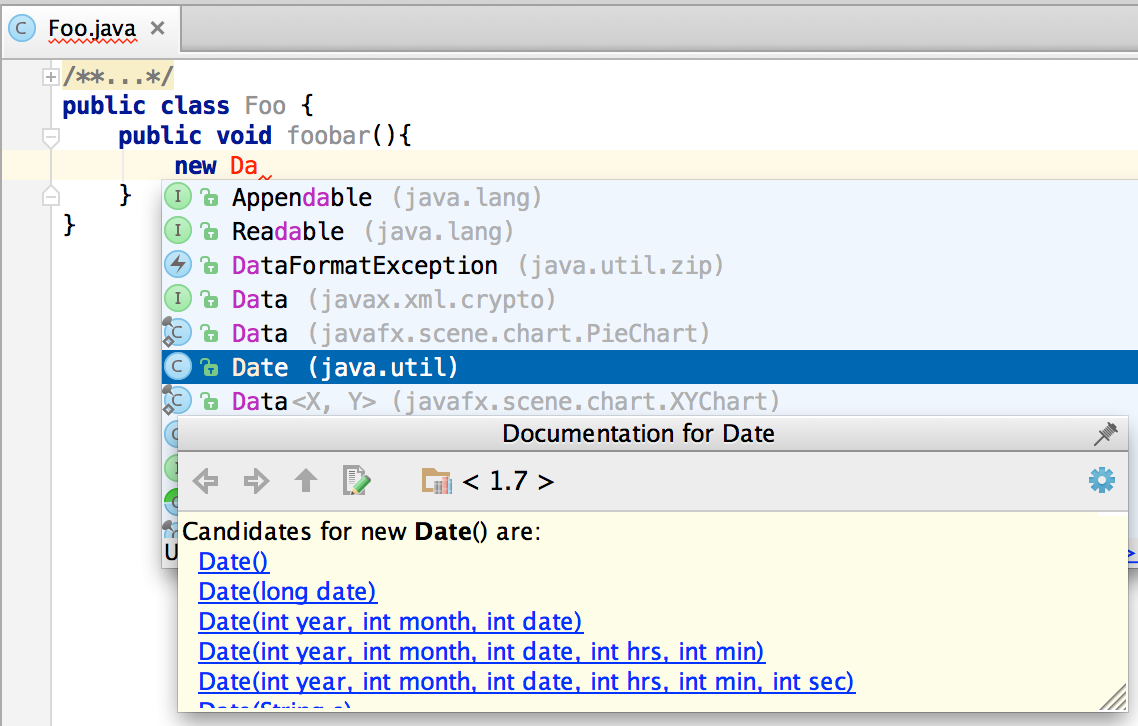 Foo.java
/**...*/
public class Foo {
public void foobar(){
new Da
}
Appendable (java.lang)
}
Readable (java.lang)
DataFormatException (java.util.zip)
Data (javax.xml.crypto)
Data (javafx.scene.chart.PieChart)
Date (java.util)
Data<X, Y> (javafx.scene.chart.XYChart)
Documentation for Date
< 1.7 >
Candidates for new Date() are:
Date()
Date(long date)
Date(int year, int month, int date)
Date(int year, int month, int date, int hrs, int min)
Date(int year, int month, int date, int hrs, int min, int sec)
Date(String s)